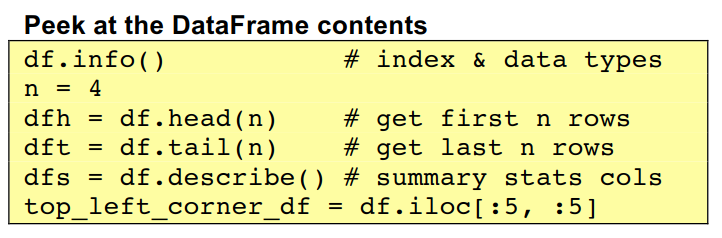 Peek at the DataFrame contents
df.info()            # index & data types
n = 4
dfh = df.head(n)     # get first n rows
dft = df.tail(n)     # get last n rows
dfs = df.describe() # summary stats cols
top_left_corner_df = df.iloc[:5, :5]